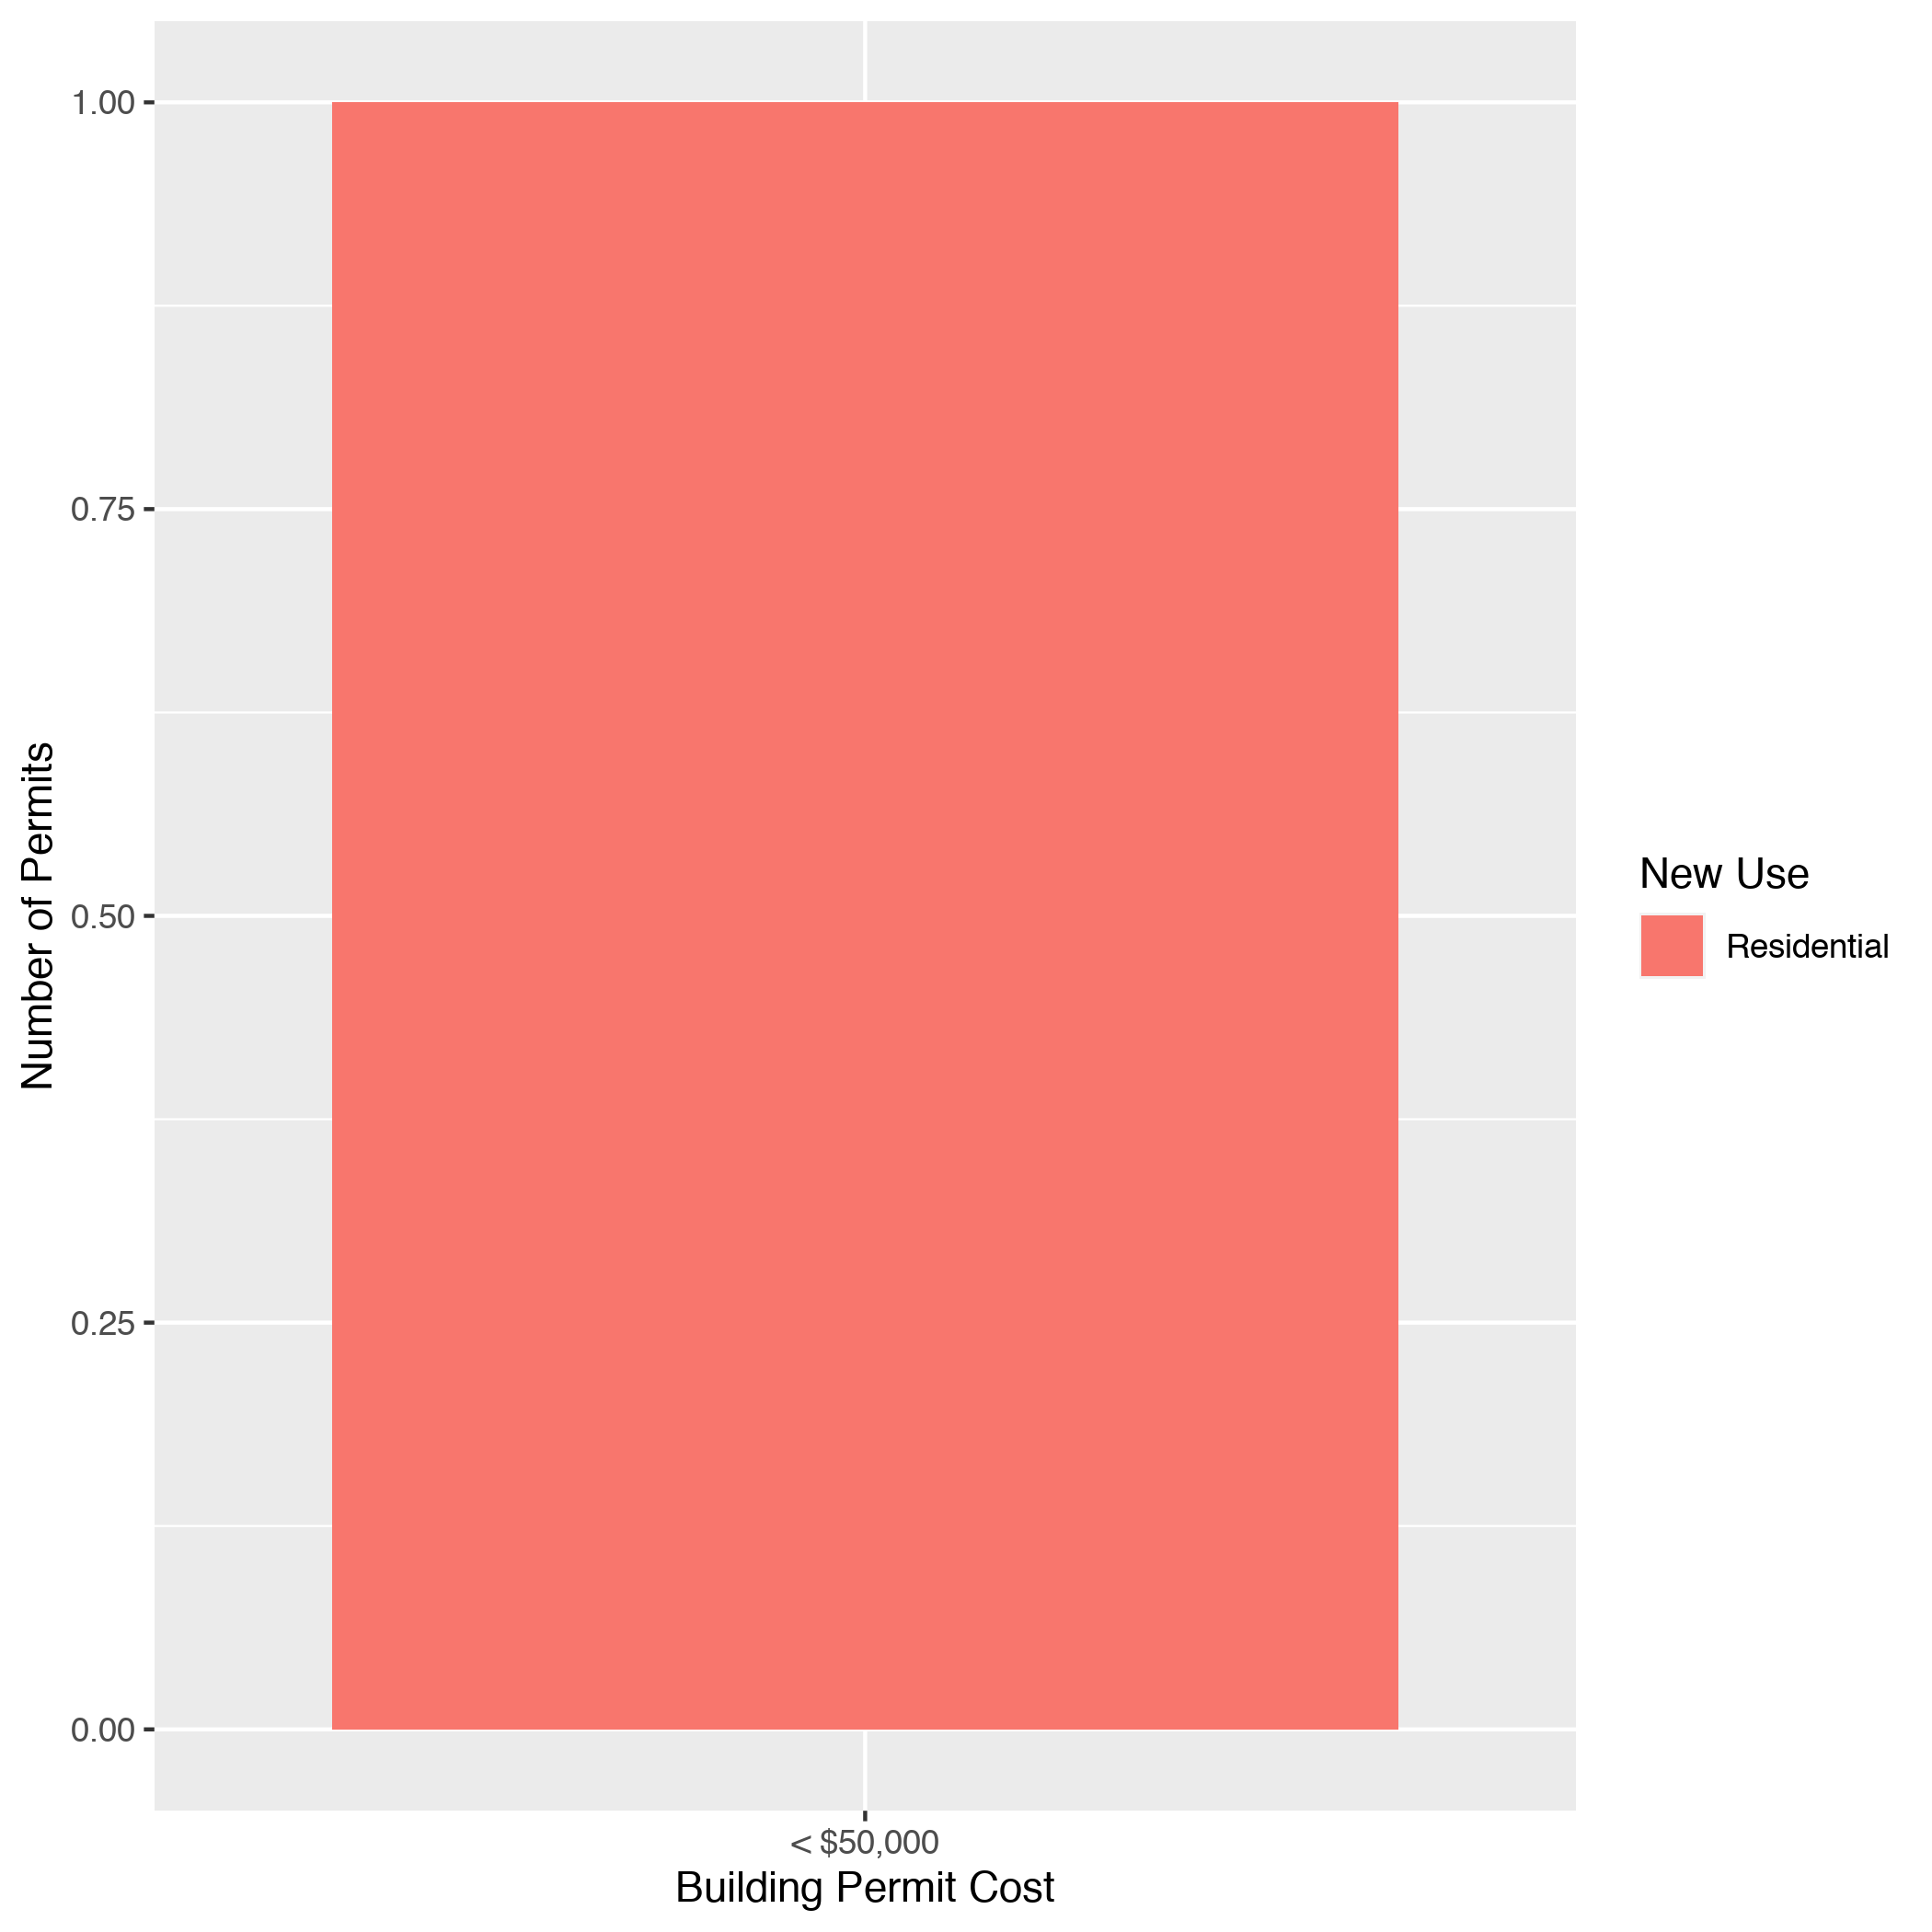 Number of Permits
1.00
0.75
0.50
0.25
0.00
< $50,000
Building Permit Cost
New Use
Residential